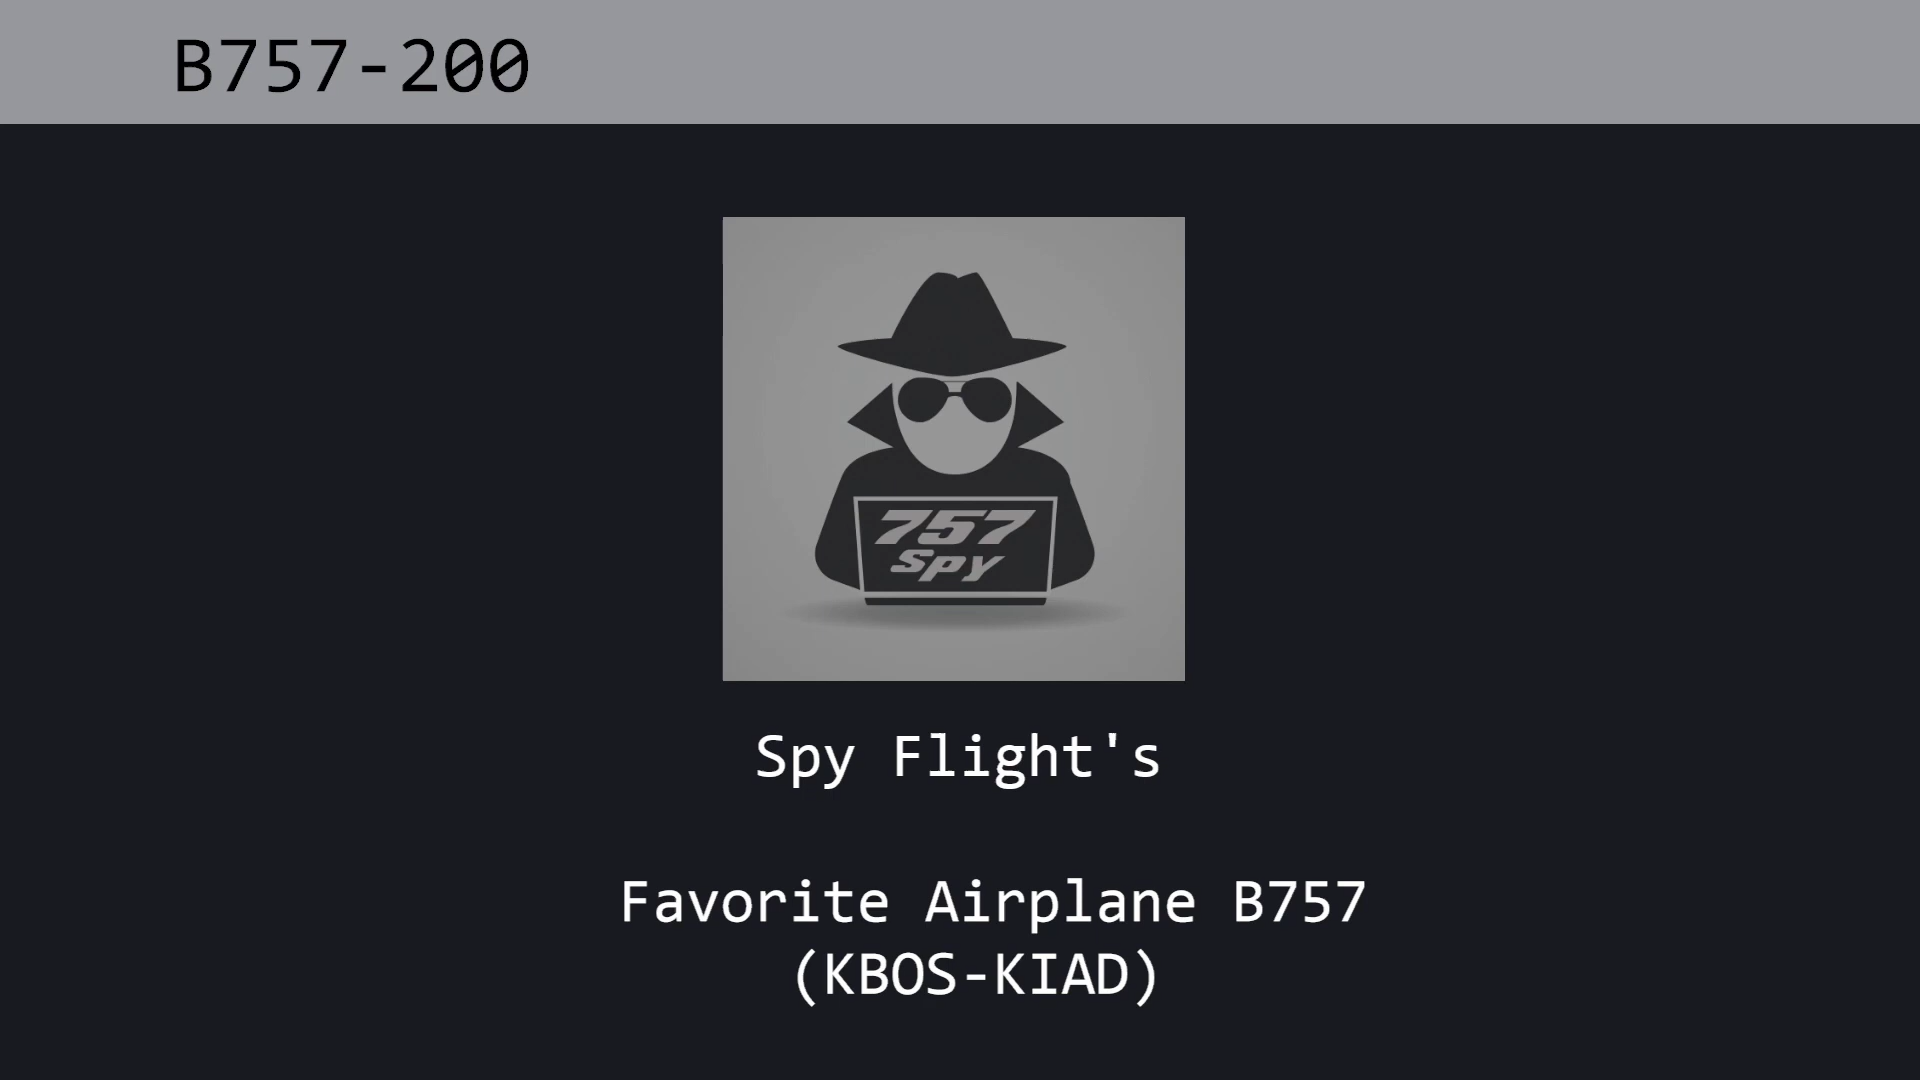 B757-200
757
Spy
Spy Flight's
Favorite Airplane B757
(KBOS-KIAD)